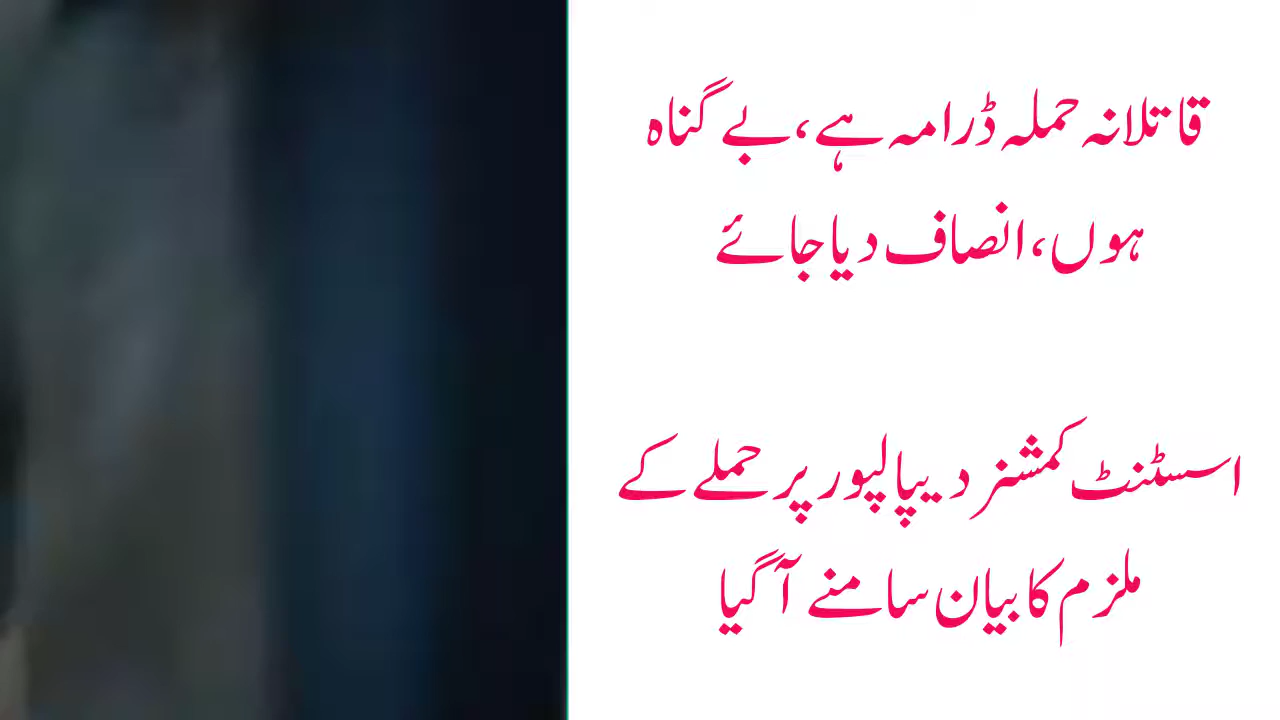 قاتلانہ حملہ ڈرامہ ہے، بے گناہ
ہوں، انصاف دیا جائے
اسسٹنٹ کمشنر دیپالپور پر حملے کے
ملزم کا بیان سامنے آ گیا